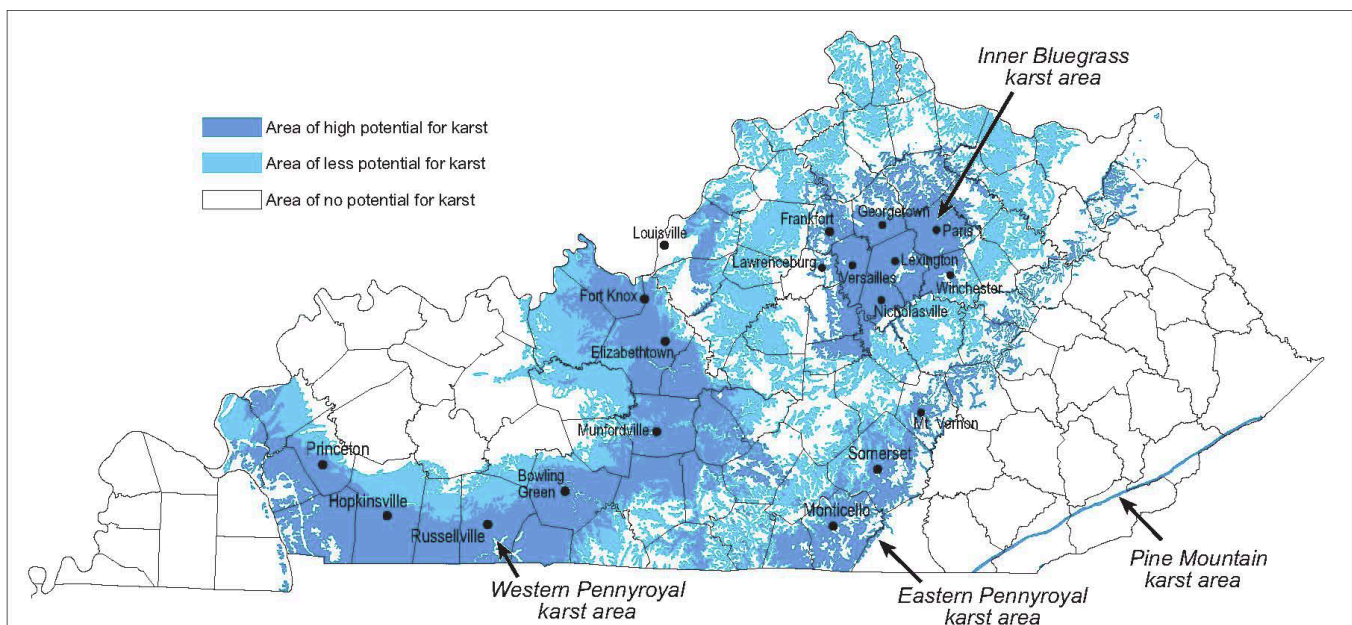 Inner Bluegrass
karst area
Area of high potential for karst
Area of less potential for karst
Area of no potential for karst
Louisville
Frankfort
Georgetown
Paris
Lawrenceburg
Versailles
Lexington
Winchester
Nicholasville
Fort Knox
Elizabethtown
Munfordville
Mt. Vernon
Princeton
Somerset
Bowling
Green
Hopkinsville
Russellville
Monticello
Western Pennyroyal
karst area
Eastern Pennyroyal
karst area
Pine Mountain
karst area